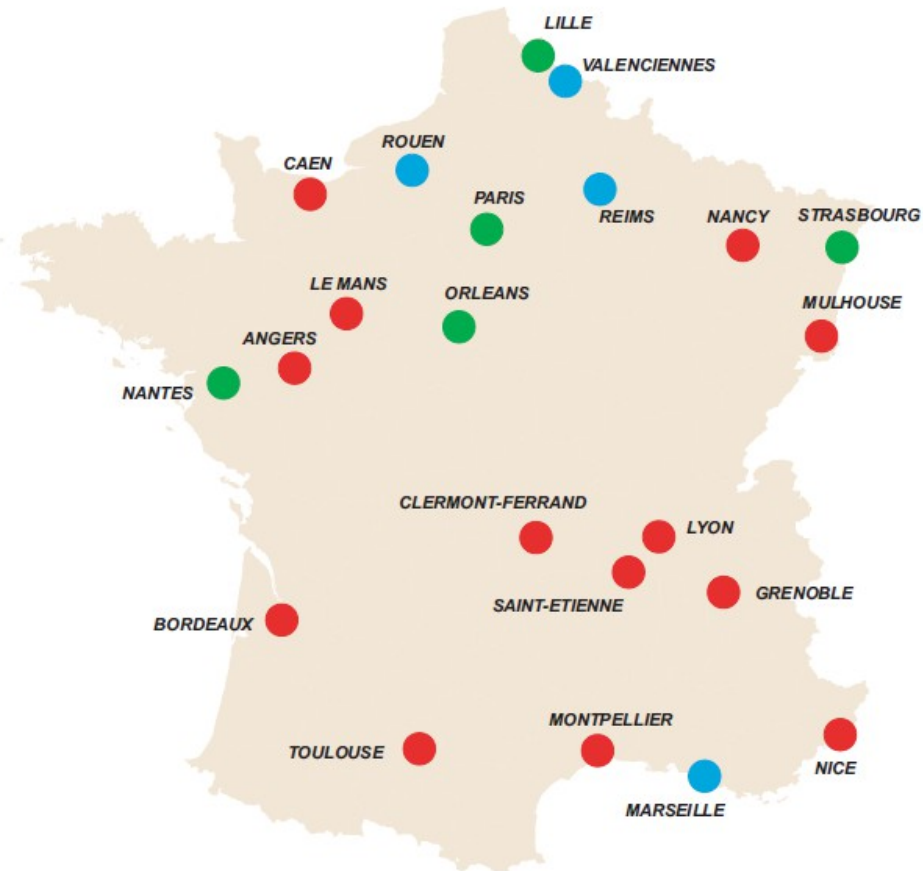 LILLE
VALENCIENNES
ROUEN
CAEN
PARIS
REIMS
NANCY
STRASBOURG
LE MANS
ORLEANS
MULHOUSE
ANGERS
NANTES
CLERMONT-FERRAND
LYON
SAINT-ETIENNE
GRENOBLE
BORDEAUX
MONTPELLIER
TOULOUSE
NICE
MARSEILLE